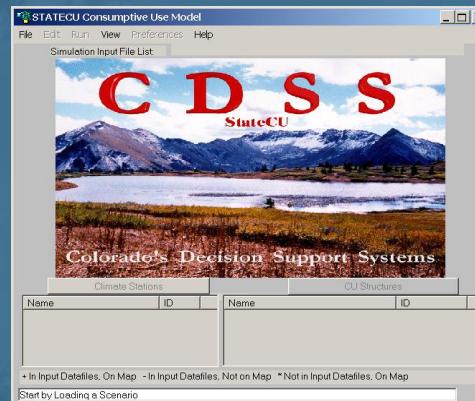 STATECU Consumptive Use Model
File Edit Run View Preferences Help
Simulation Input File List:
C D S S
StateCU
Colorado's Decision Support Systems
Climate Stations CU Structures
Name ID Name ID
+ In Input Datafiles, On Map - In Input Datafiles, Not on Map * Not in Input Datafiles, On Map
Start by Loading a Scenario